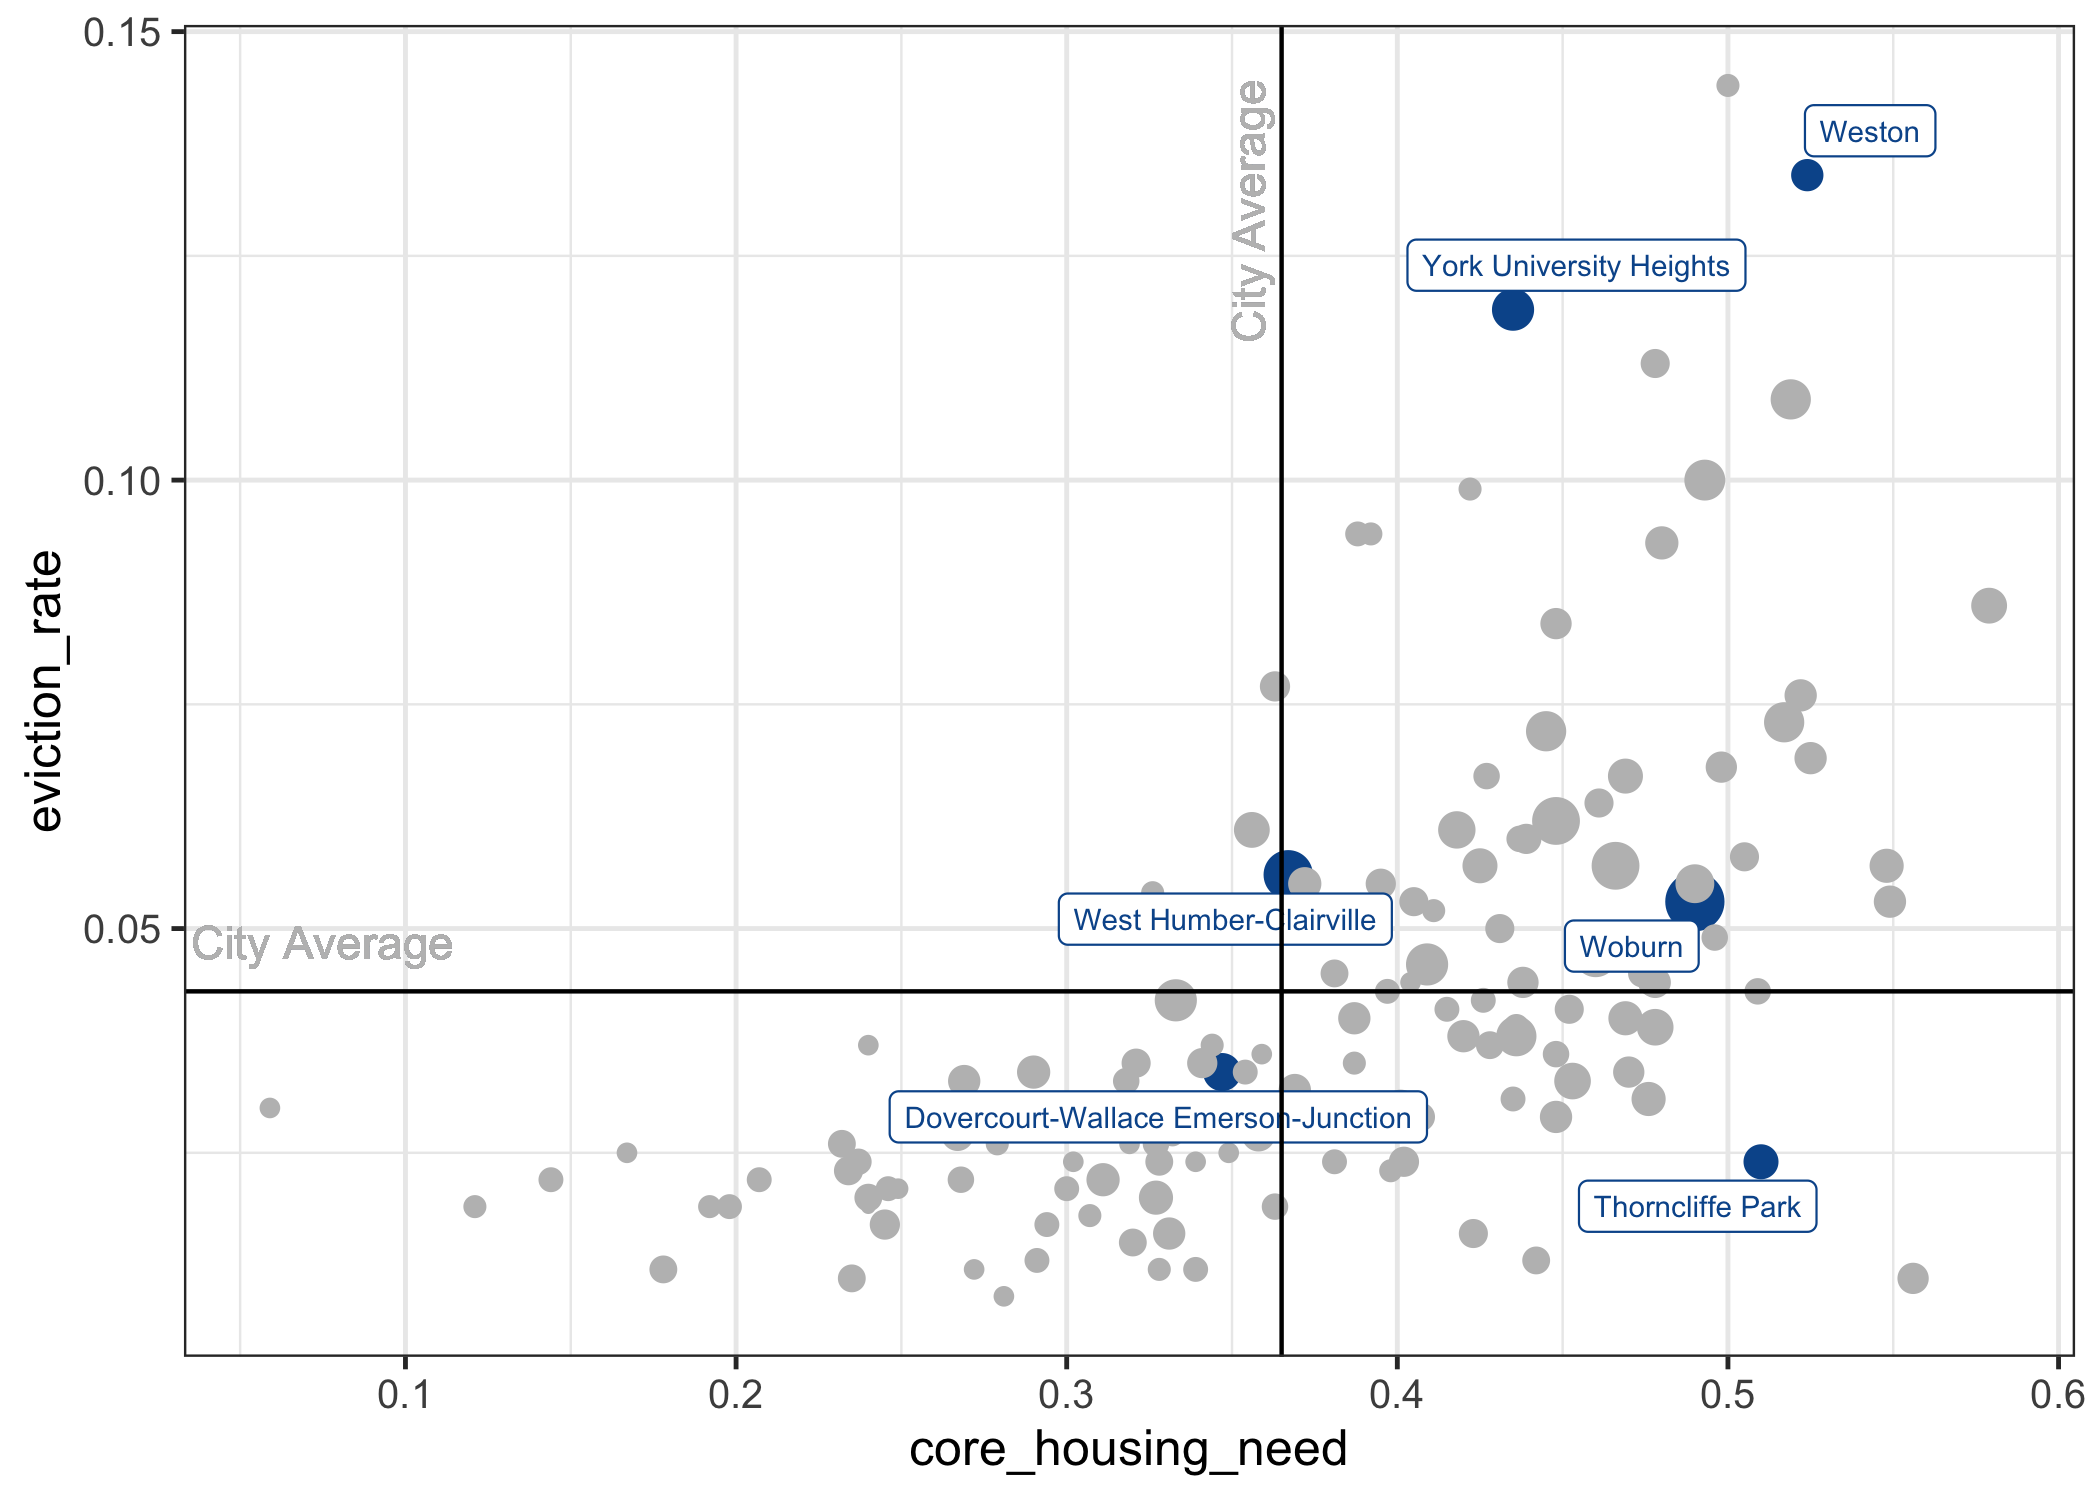 0.15
City Average
Weston
York University Heights
0.10
eviction_rate
West Humber-Clairville
0.05
City Average
Woburn
Dovercourt-Wallace Emerson-Junction
Thorncliffe Park
0.1 0.2 0.3 0.4 0.5 0.6
core_housing_need